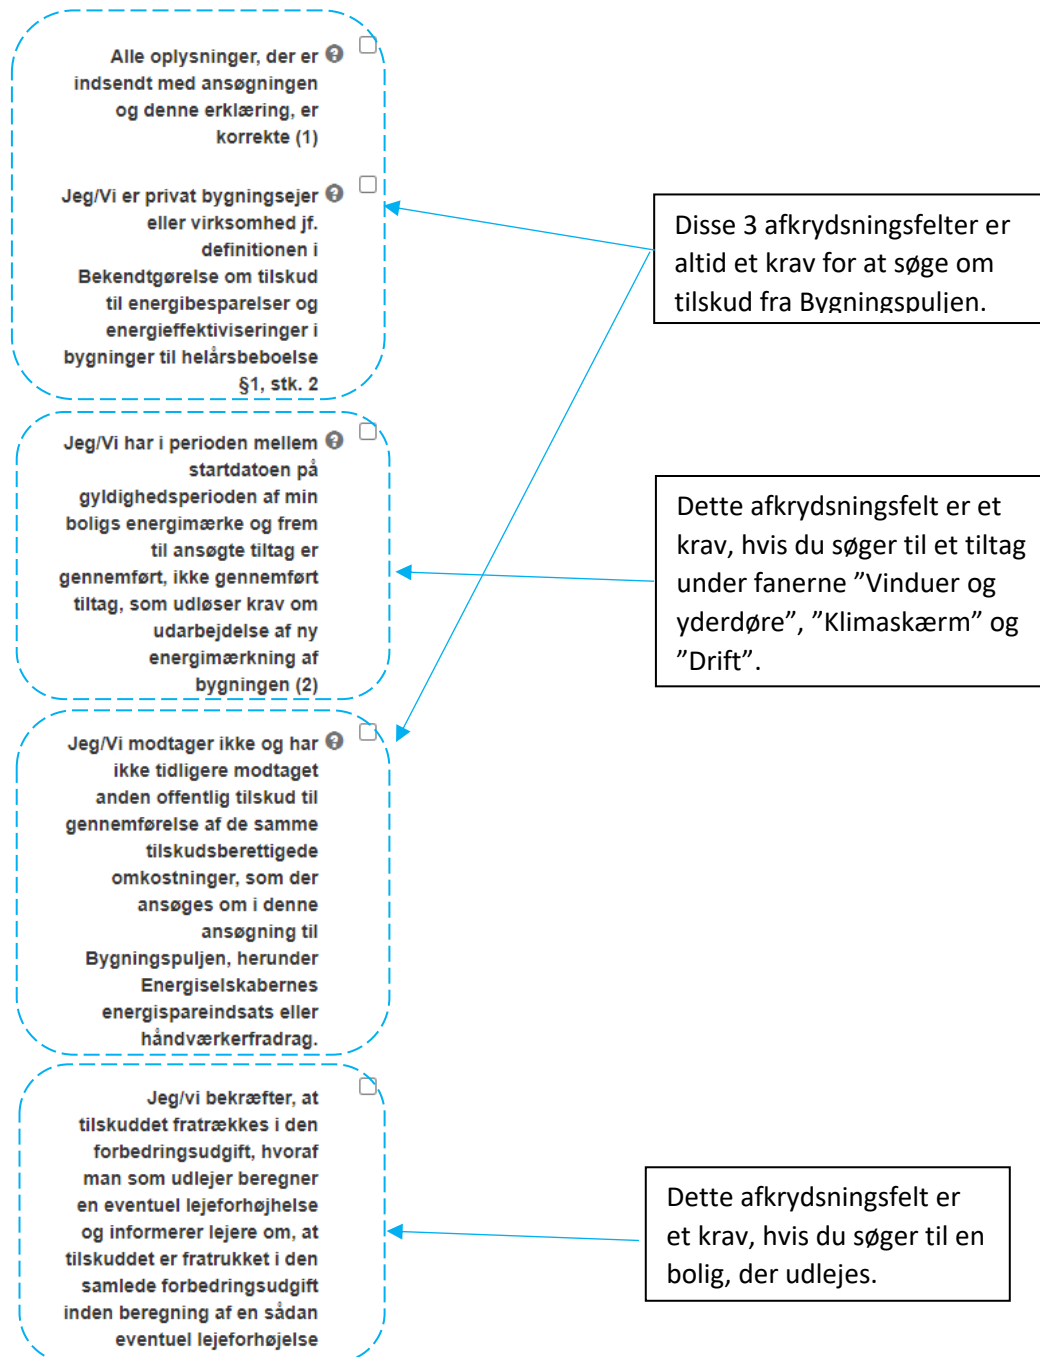 Alle oplysninger, der er
indsendt med ansøgningen
og denne erklæring, er
korrekte (1)
Jeg/Vi er privat bygningsejer
eller virksomhed jf.
definitionen i
Bekendtgørelse om tilskud
til energibesparelser og
energieffektiviseringer i
bygninger til helårsbeboelse
§1, stk. 2
Disse 3 afkrydsningsfelter er
altid et krav for at søge om
tilskud fra Bygningspuljen.
Jeg/Vi har i perioden mellem
startdatoen på
gyldighedsperioden af min
boligs energimærke og frem
til ansøgte tiltag er
gennemført, ikke gennemført
tiltag, som udløser krav om
udarbejdelse af ny
energimærkning af
bygningen (2)
Dette afkrydsningsfelt er et
krav, hvis du søger til et tiltag
under fanerne ”Vinduer og
yderdøre”, ”Klimaskærm” og
”Drift”.
Jeg/Vi modtager ikke og har
ikke tidligere modtaget
anden offentlig tilskud til
gennemførelse af de samme
tilskudsberettigede
omkostninger, som der
ansøges om i denne
ansøgning til
Bygningspuljen, herunder
Energiselskabernes
energispareindsats eller
håndværkerfradrag.
Jeg/vi bekræfter, at
tilskuddet fratrækkes i den
forbedringsudgift, hvoraf
man som udlejer beregner
en eventuel lejeforhøjhelse
og informerer lejere om, at
tilskuddet er fratrukket i den
samlede forbedringsudgift
inden beregning af en sådan
eventuel lejeforhøjelse
Dette afkrydsningsfelt er
et krav, hvis du søger til en
bolig, der udlejes.